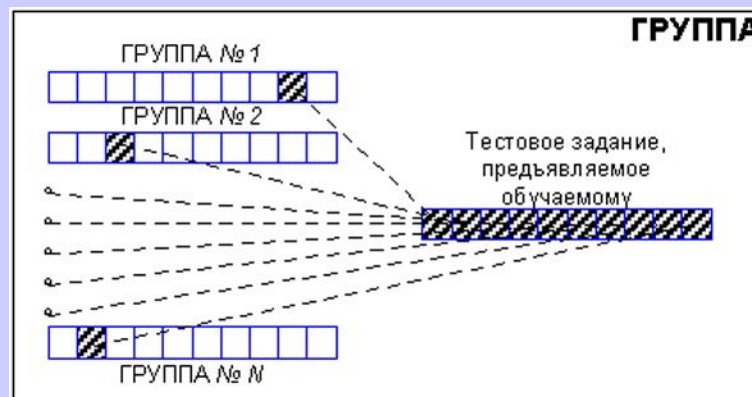 ГРУППА
ГРУППА № 1
ГРУППА № 2
Тестовое задание,
предъявляемое
обучаемому
ГРУППА № N